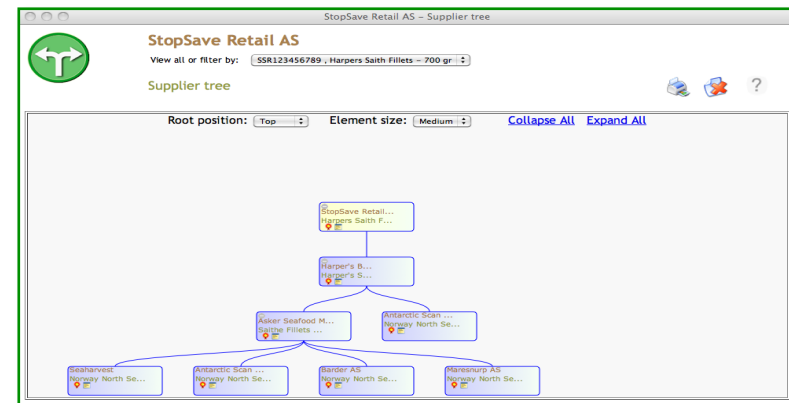 StopSave Retail AS – Supplier tree
StopSave Retail AS
View all or filter by: SSR123456789 , Harpers Saith Fillets – 700 gr
Supplier tree
?
Root position: Top Element size: Medium Collapse All Expand All
StopSave Retail...
Harpers Saith F...
Harper's B...
Harper's S...
Asker Seafood M...
Saithe Fillets ...
Antarctic Scan ...
Norway North Se...
Seaharvest
Norway North Se...
Antarctic Scan ...
Norway North Se...
Barder AS
Norway North Se...
Maresnurp AS
Norway North Se...